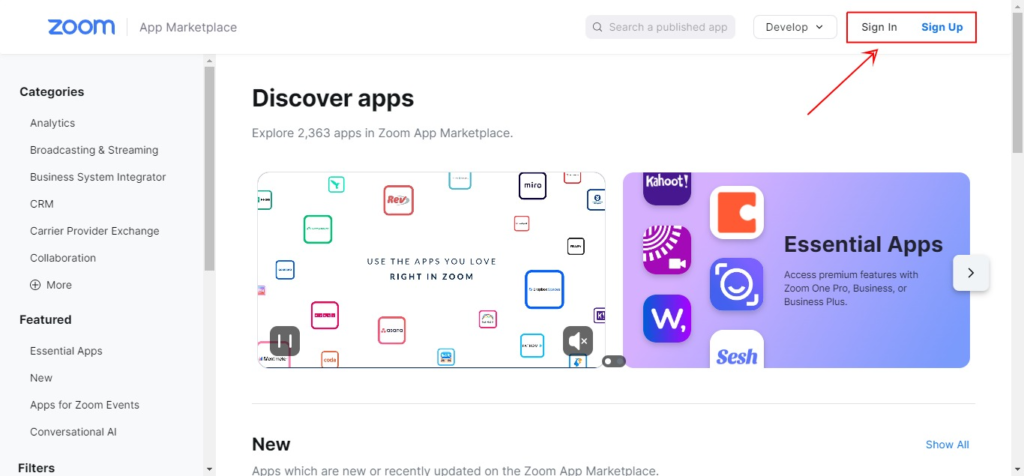 zoom App Marketplace
Search a published app
Develop
Sign In
Sign Up
Categories
Analytics
Broadcasting & Streaming
Business System Integrator
CRM
Carrier Provider Exchange
Collaboration
More
Featured
Essential Apps
New
Apps for Zoom Events
Conversational AI
Filters
Discover apps
Explore 2,363 apps in Zoom App Marketplace.
Rev
miro
USE THE APPS YOU LOVE
RIGHT IN ZOOM
asana
code
Kahoot!
W,
Sesh
Essential Apps
Access premium features with
Zoom One Pro, Business, or
Business Plus.
New
Show All
Apps which are new or recently updated on the Zoom App Marketplace.